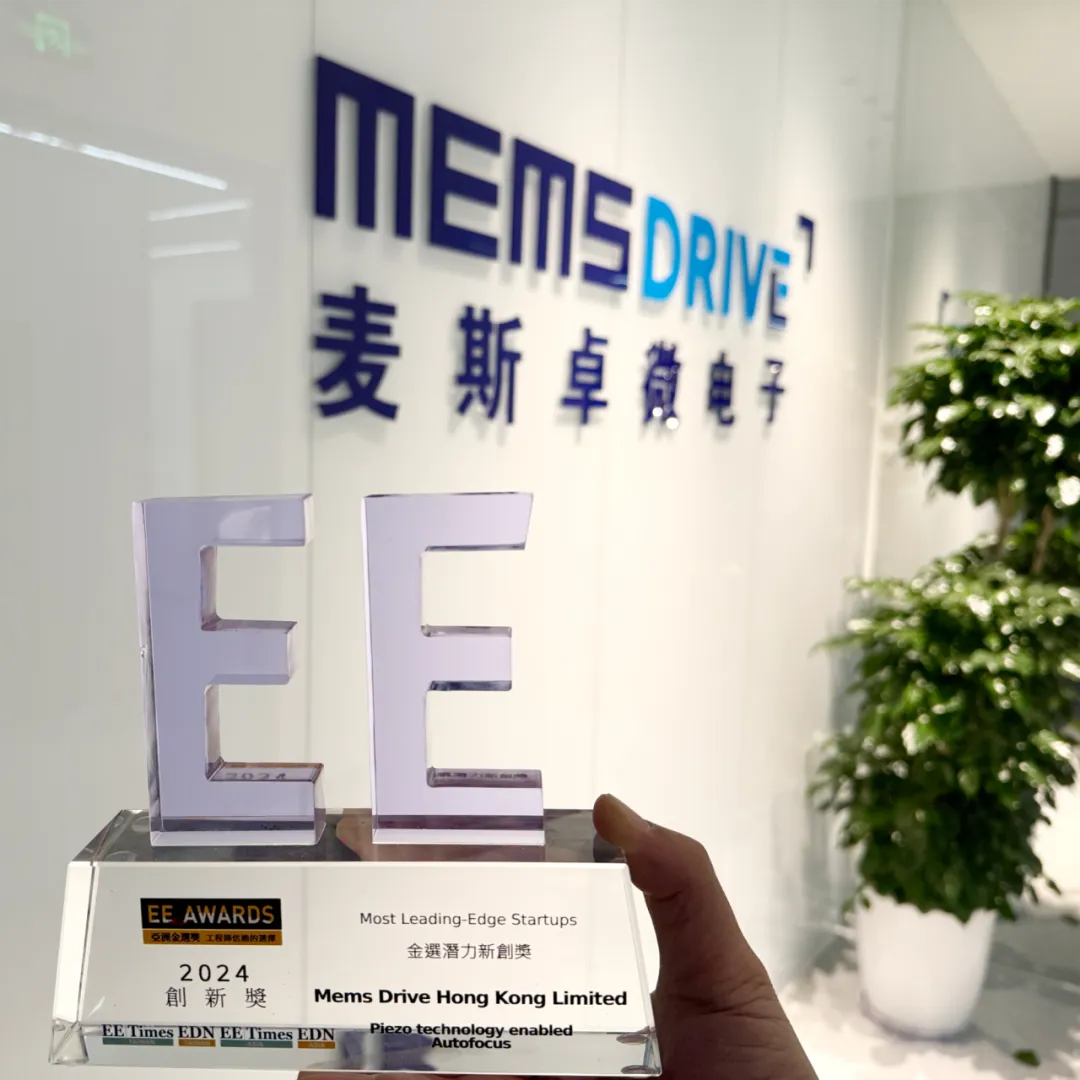 MEMSDRIVE
麦斯卓微电子
EE
EE AWARDS
亞洲金選獎 工程師信賴的選擇
2024
創新獎
EE Times EDN EE Times EDN
Most Leading-Edge Startups
金選潛力新創獎
Mems Drive Hong Kong Limited
Piezo technology enabled
Autofocus